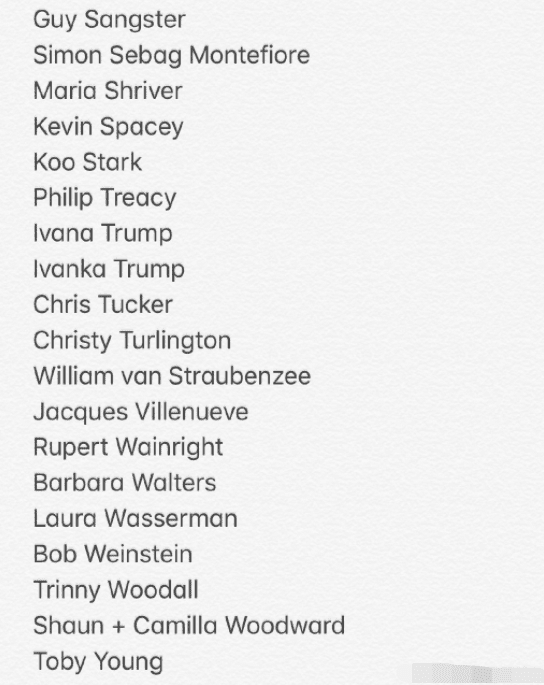 Guy Sangster
Simon Sebag Montefiore
Maria Shriver
Kevin Spacey
Koo Stark
Philip Treacy
Ivana Trump
Ivanka Trump
Chris Tucker
Christy Turlington
William van Straubenzee
Jacques Villenueve
Rupert Wainright
Barbara Walters
Laura Wasserman
Bob Weinstein
Trinny Woodall
Shaun + Camilla Woodward
Toby Young